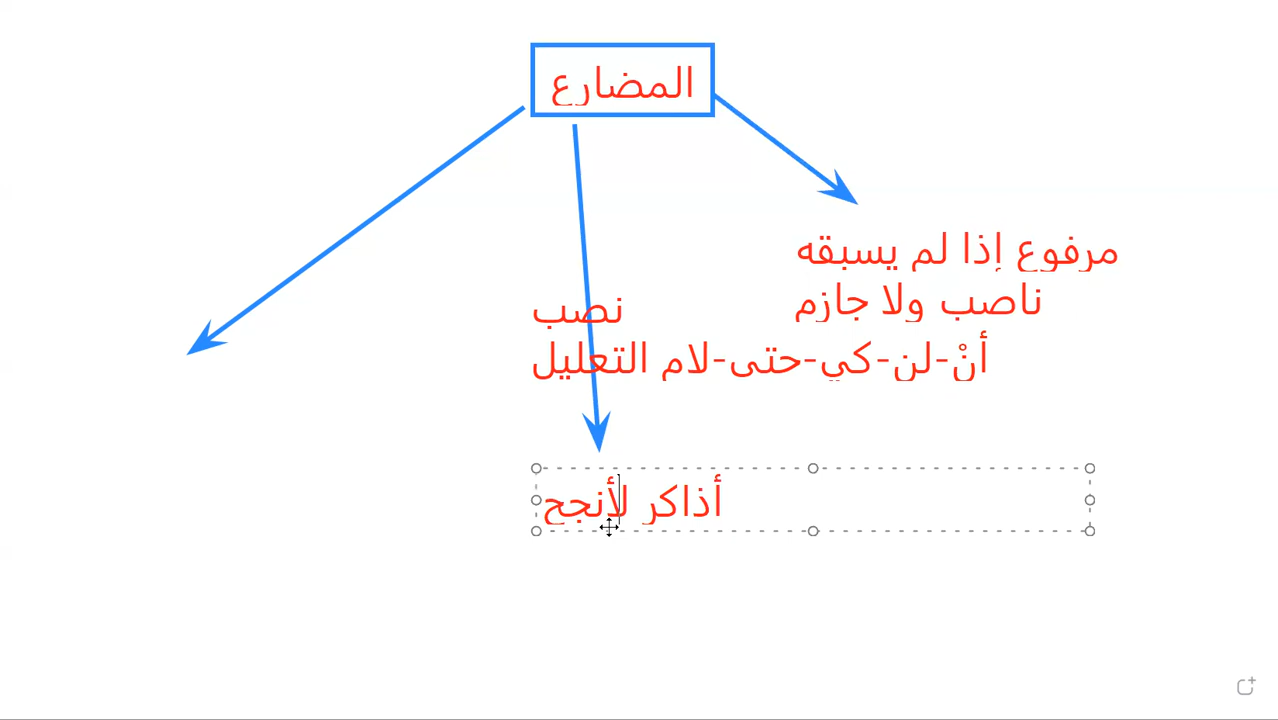 المضارع
مرفوع إذا لم يسبقه
ناصب ولا جازم
نصب
أنْ-لن-كي-حتى-لام التعليل
أذاكر لأنجح